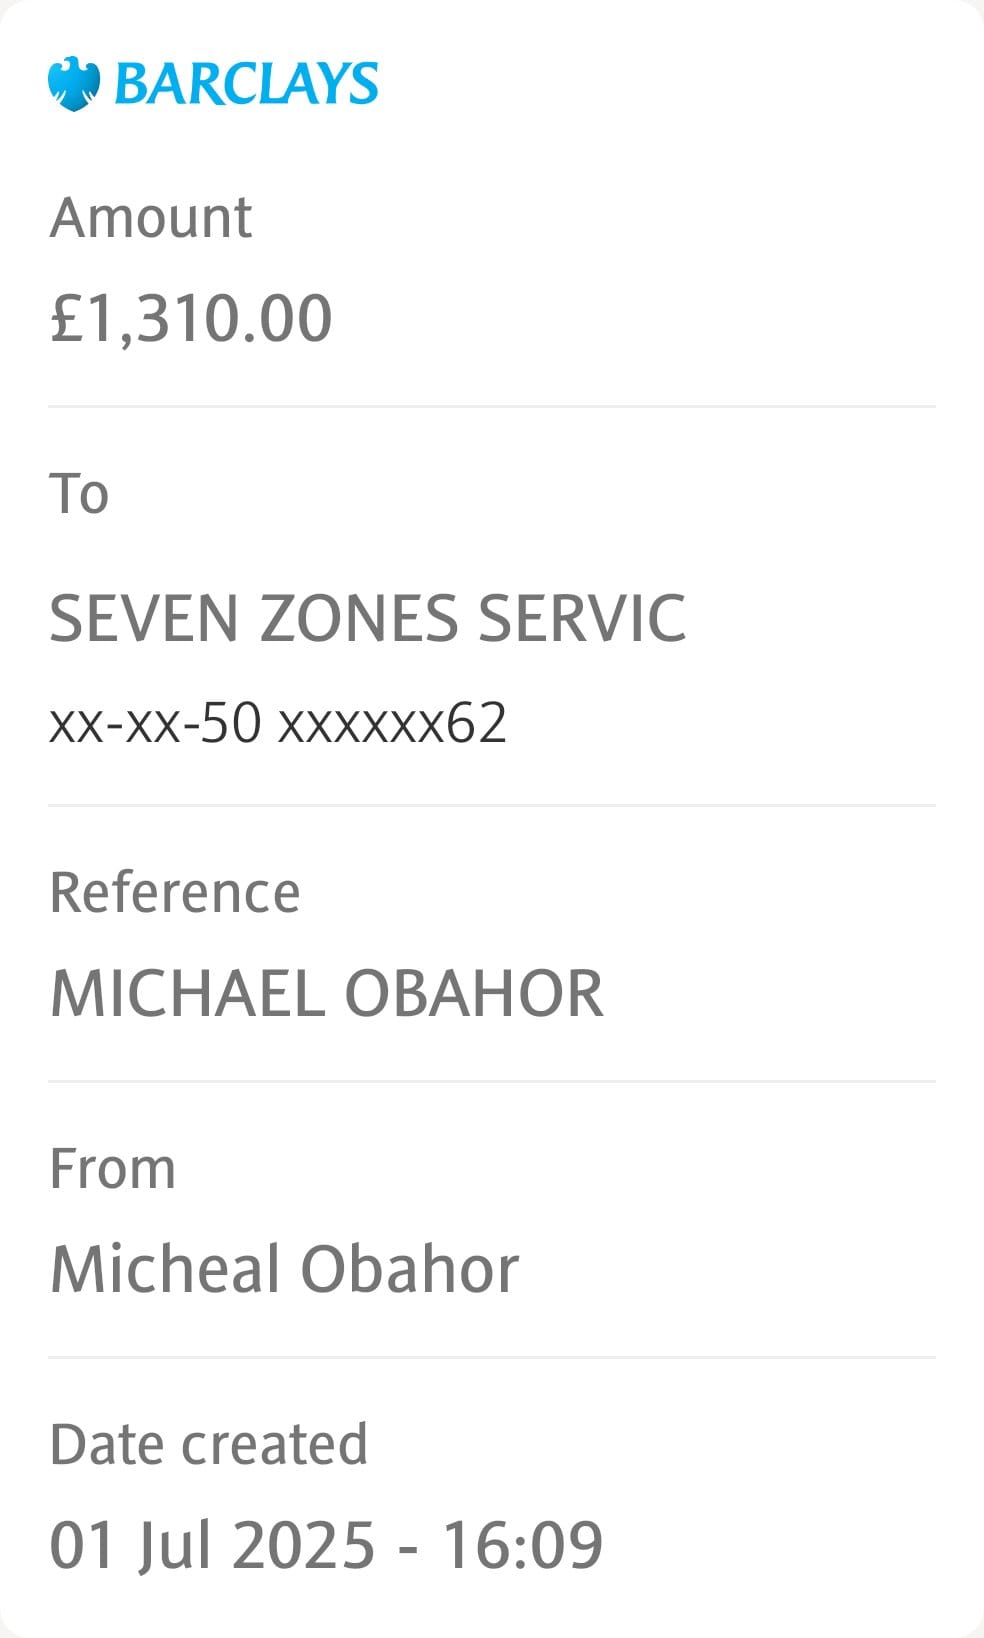 BARCLAYS
Amount
£1,310.00
To
SEVEN ZONES SERVIC
xx-xx-50 xxxxxx62
Reference
MICHAEL OBAHOR
From
Micheal Obahor
Date created
01 Jul 2025 - 16:09